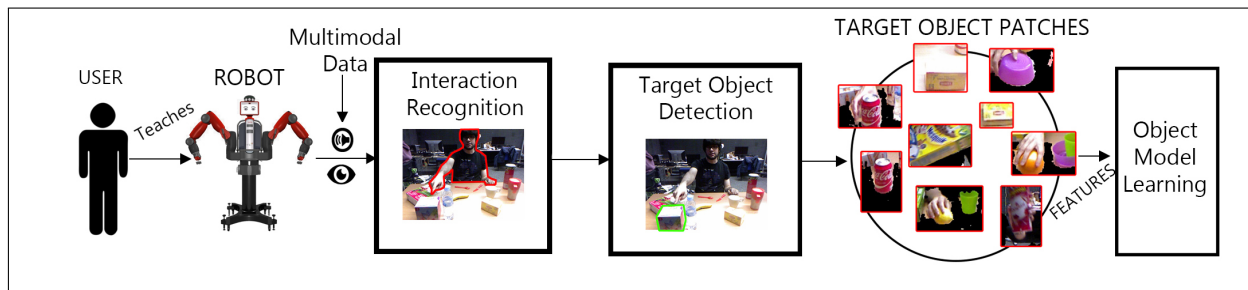 USER
Teaches
ROBOT
Multimodal
Data
Interaction
Recognition
Target Object
Detection
TARGET OBJECT PATCHES
FEATURES
Object
Model
Learning